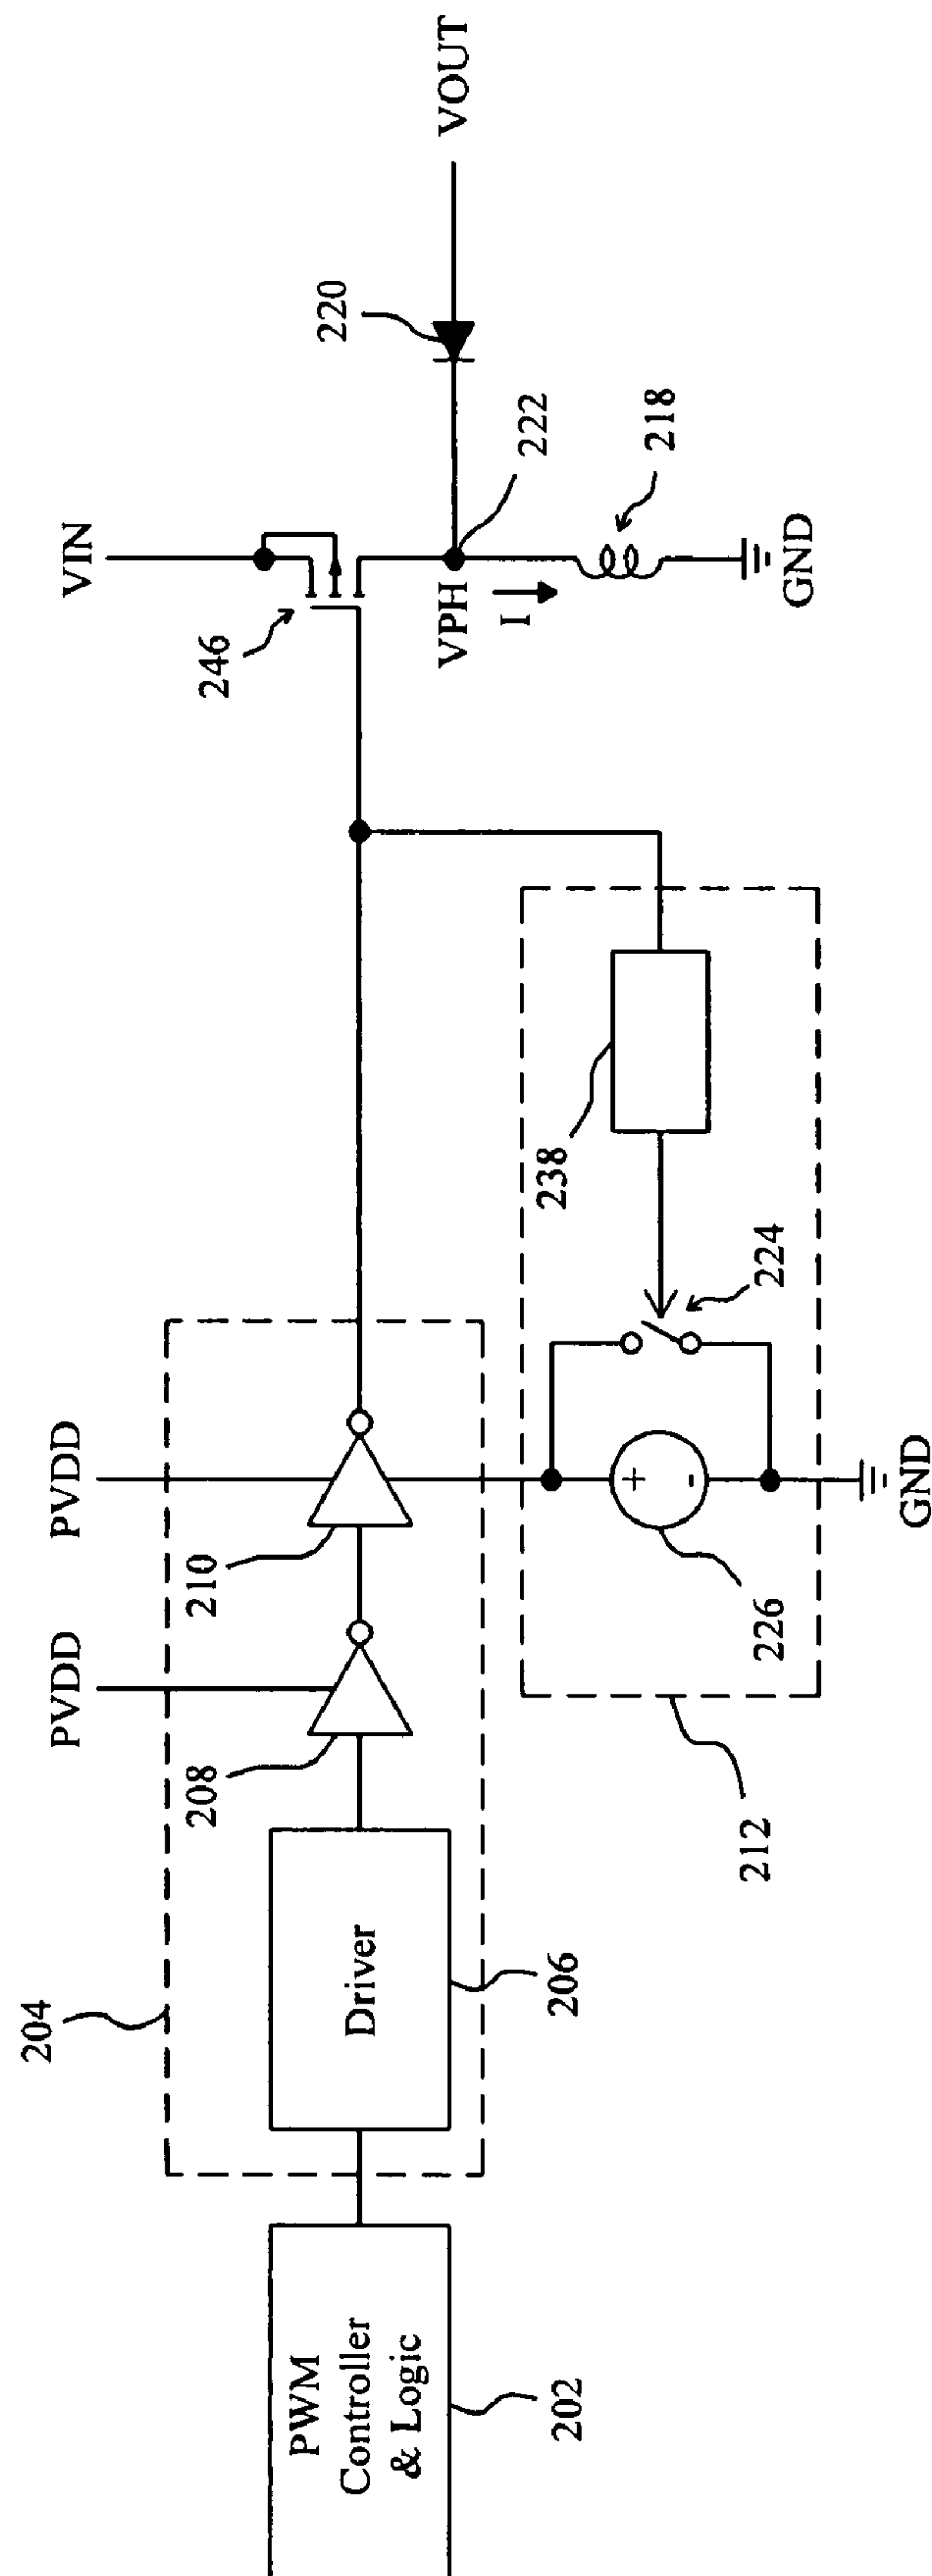 PWM
Controller
& Logic
202
204
Driver
206
208
PVDD
210
PVDD
212
226
GND
224
238
246
VIN
VPH
I
222
218
GND
220
VOUT